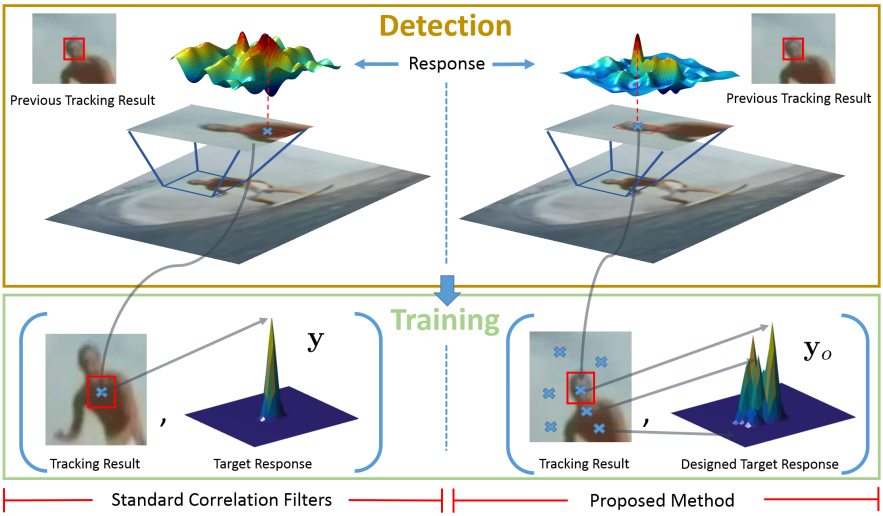 Detection
Previous Tracking Result
Response
Previous Tracking Result
Training
y
,
Tracking Result
Target Response
y_o
,
Tracking Result
Designed Target Response
Standard Correlation Filters
Proposed Method